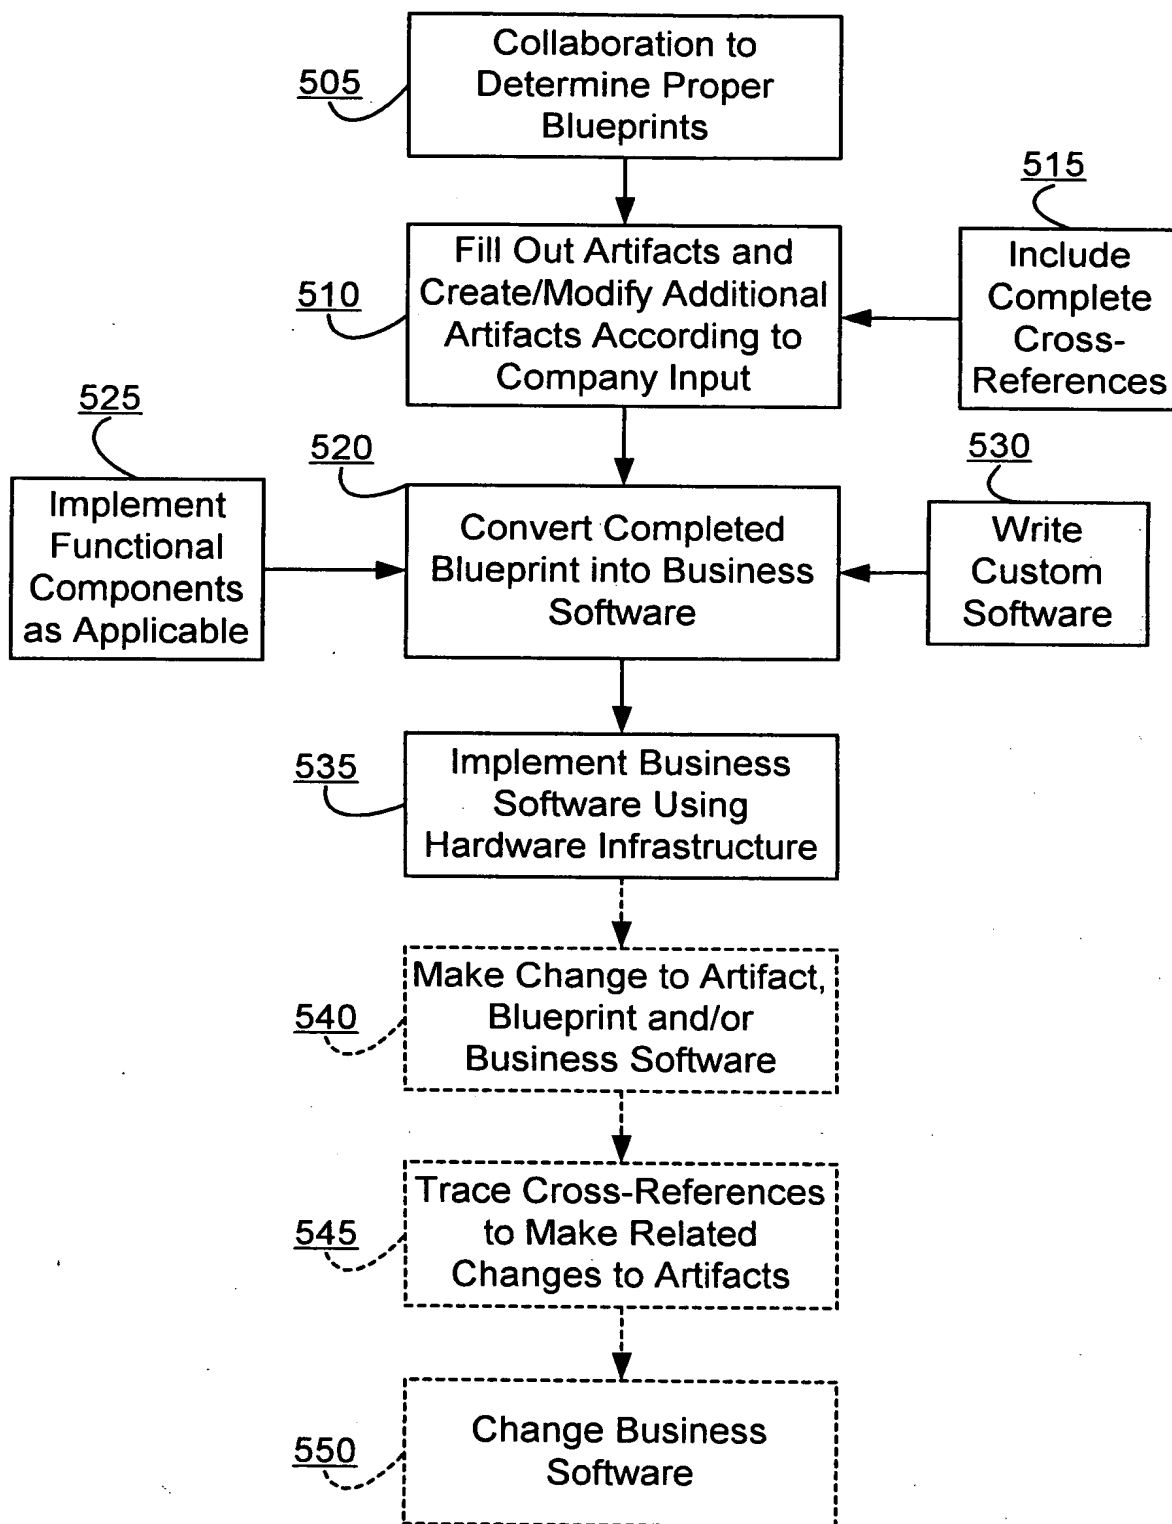 505
Collaboration to
Determine Proper
Blueprints
510
Fill Out Artifacts and
Create/Modify Additional
Artifacts According to
Company Input
515
Include
Complete
Cross-
References
525
Implement
Functional
Components
as Applicable
520
Convert Completed
Blueprint into Business
Software
530
Write
Custom
Software
535
Implement Business
Software Using
Hardware Infrastructure
540
Make Change to Artifact,
Blueprint and/or
Business Software
545
Trace Cross-References
to Make Related
Changes to Artifacts
550
Change Business
Software